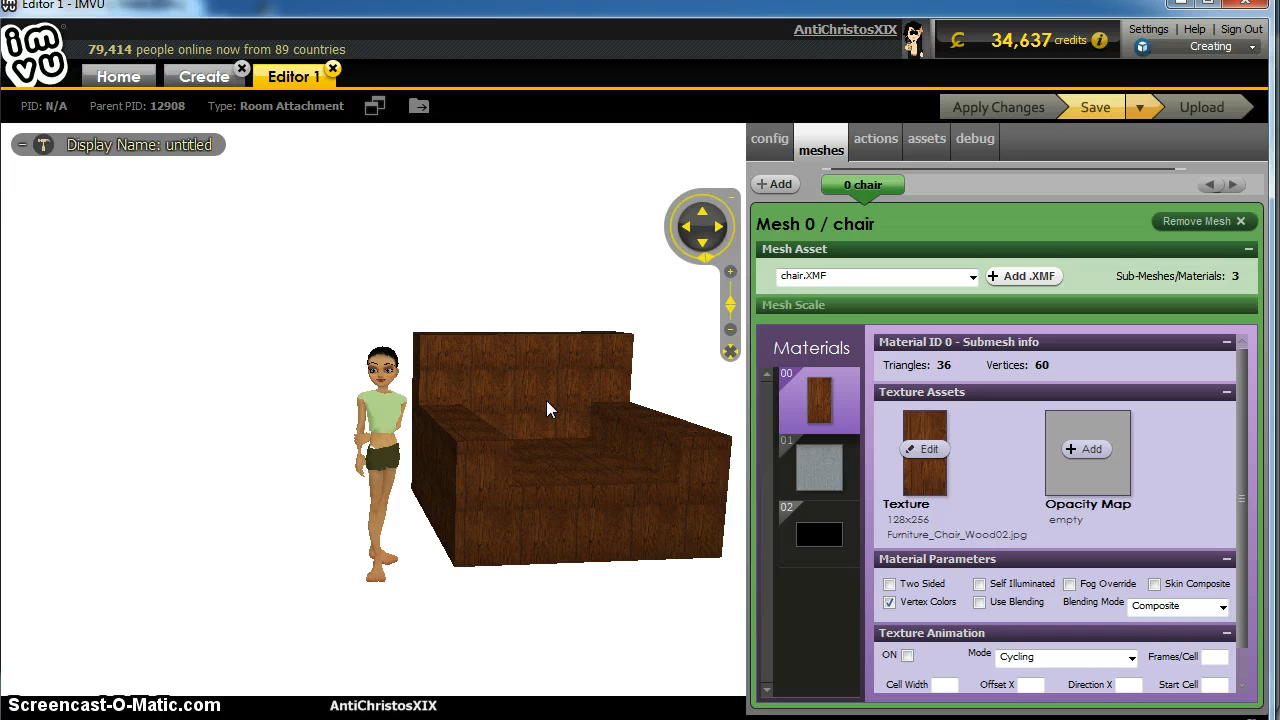 Editor 1 - IMVU
imvu
79,414 people online now from 89 countries
AntiChristosXIX
34,637 credits
Settings | Help | Sign Out
Creating
Home
Create
Editor 1
PID: N/A
Parent PID: 12908
Type: Room Attachment
Apply Changes
Save
Upload
Display Name: untitled
config
meshes
actions
assets
debug
+ Add
0 chair
Mesh 0 / chair
Remove Mesh X
Mesh Asset
chair.XMF
+ Add .XMF
Sub-Meshes/Materials: 3
Mesh Scale
Materials
00
01
02
Material ID 0 - Submesh info
Triangles: 36
Vertices: 60
Texture Assets
Edit
+ Add
Texture
128x256
Furniture_Chair_Wood02.jpg
Opacity Map
empty
Material Parameters
Two Sided
Self Illuminated
Fog Override
Skin Composite
Vertex Colors
Use Blending
Blending Mode
Composite
Texture Animation
ON
Mode
Cycling
Frames/Cell
Cell Width
Offset X
Direction X
Start Cell
Screencast-O-Matic.com
AntiChristosXIX